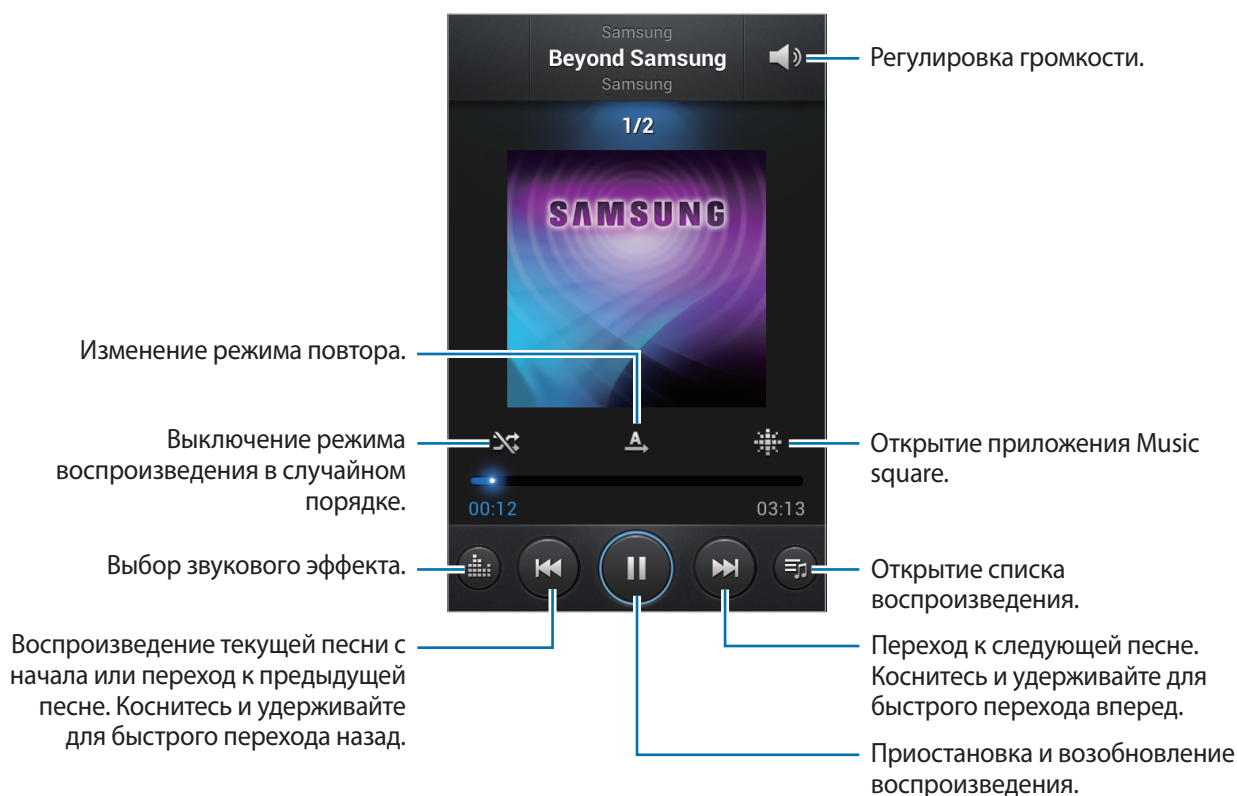 Samsung
Beyond Samsung
Samsung
Регулировка громкости.
1/2
SAMSUNG
Изменение режима повтора.
A
Выключение режима
воспроизведения в случайном
порядке.
Открытие приложения Music
square.
00:12
03:13
Выбор звукового эффекта.
Открытие списка
воспроизведения.
Воспроизведение текущей песни с
начала или переход к предыдущей
песне. Коснитесь и удерживайте
для быстрого перехода назад.
Переход к следующей песне.
Коснитесь и удерживайте для
быстрого перехода вперед.
Приостановка и возобновление
воспроизведения.